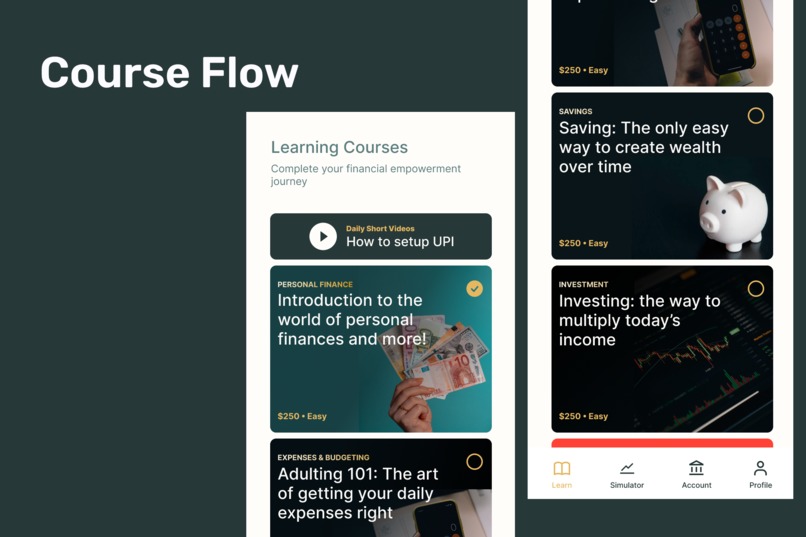 Course Flow
Learning Courses
Complete your financial empowerment
journey
Daily Short Videos
How to setup UPI
PERSONAL FINANCE
Introduction to the
world of personal
finances and more!
$250 • Easy
EXPENSES & BUDGETING
Adulting 101: The art
of getting your daily
expenses right
$250 • Easy
SAVINGS
Saving: The only easy
way to create wealth
over time
$250 • Easy
INVESTMENT
Investing: the way to
multiply today’s
income
$250 • Easy
Learn
Simulator
Account
Profile